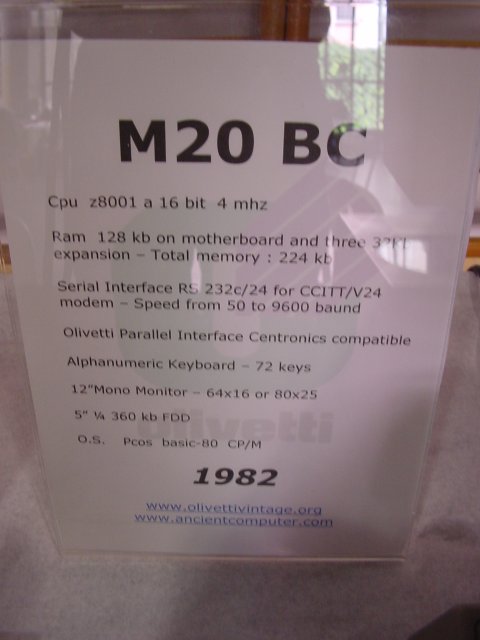 M20 BC
Cpu z8001 a 16 bit 4 mhz
Ram 128 kb on motherboard and three 32kb
expansion – Total memory : 224 kb
Serial Interface RS 232c/24 for CCITT/V24
modem – Speed from 50 to 9600 baund
Olivetti Parallel Interface Centronics compatible
Alphanumeric Keyboard – 72 keys
12"Mono Monitor – 64x16 or 80x25
5" ¼ 360 kb FDD
olivetti
O.S. Pcos basic-80 CP/M
1982
www.olivettivintage.org
www.ancientcomputer.com